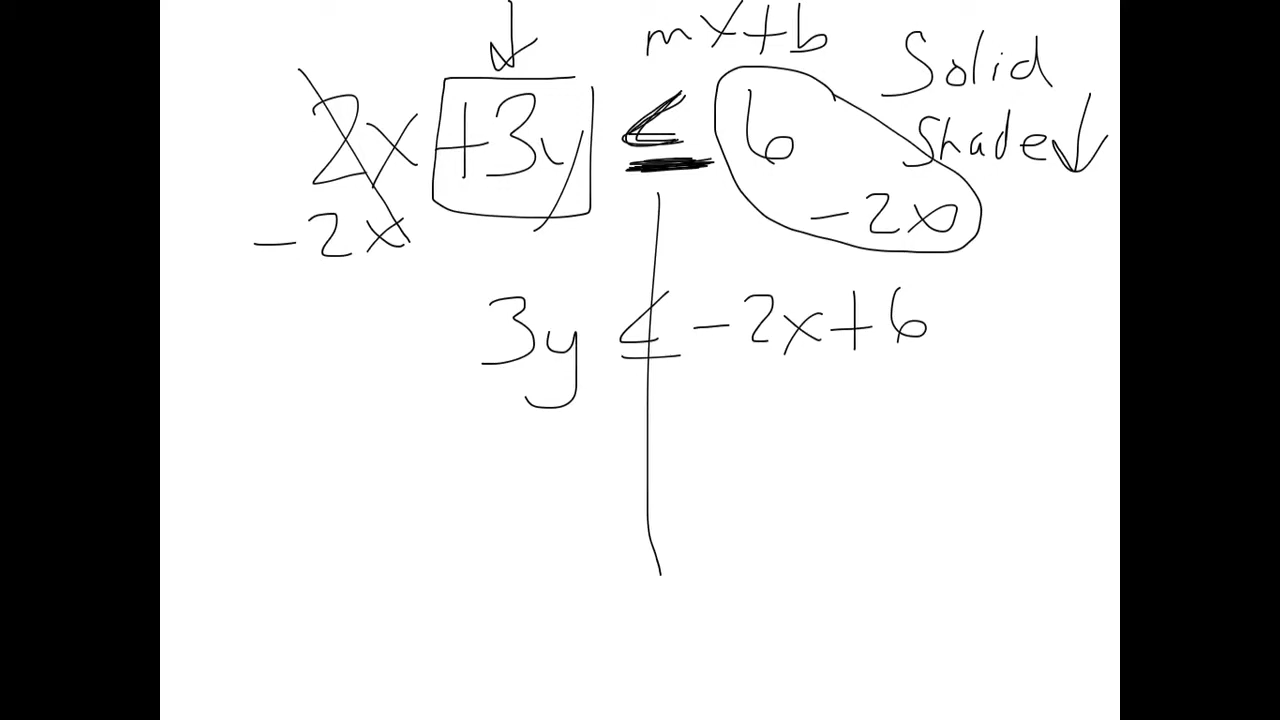 mx+b
Solid
2x +3y ≤ 6
Shade↓
-2x -2x
3y ≤ -2x+6